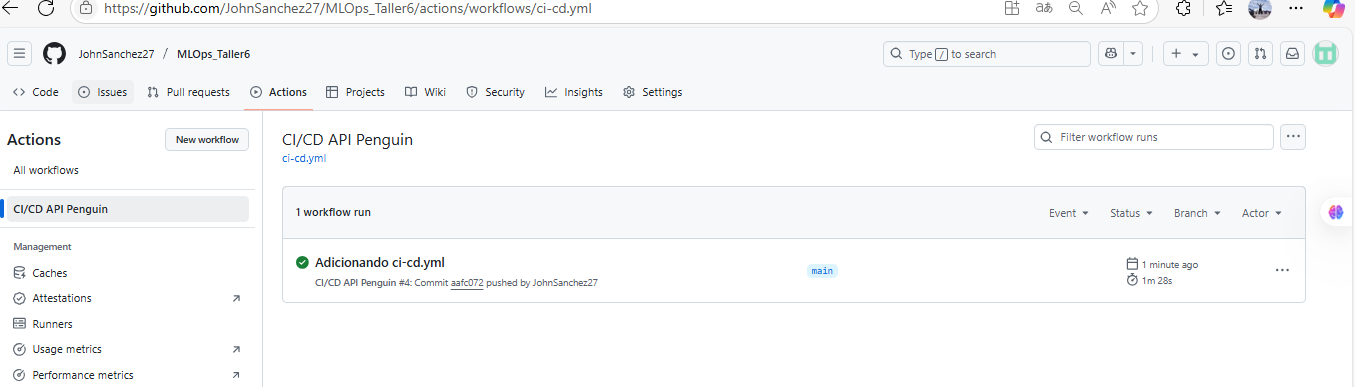 https://github.com/JohnSanchez27/MLOps_Taller6/actions/workflows/ci-cd.yml
JohnSanchez27 / MLOps_Taller6
Type / to search
Code
Issues
Pull requests
Actions
Projects
Wiki
Security
Insights
Settings
Actions
New workflow
All workflows
CI/CD API Penguin
Management
Caches
Attestations
Runners
Usage metrics
Performance metrics
CI/CD API Penguin
ci-cd.yml
Filter workflow runs
1 workflow run
Event
Status
Branch
Actor
Adicionando ci-cd.yml
CI/CD API Penguin #4: Commit aafc072 pushed by JohnSanchez27
main
1 minute ago
1m 28s